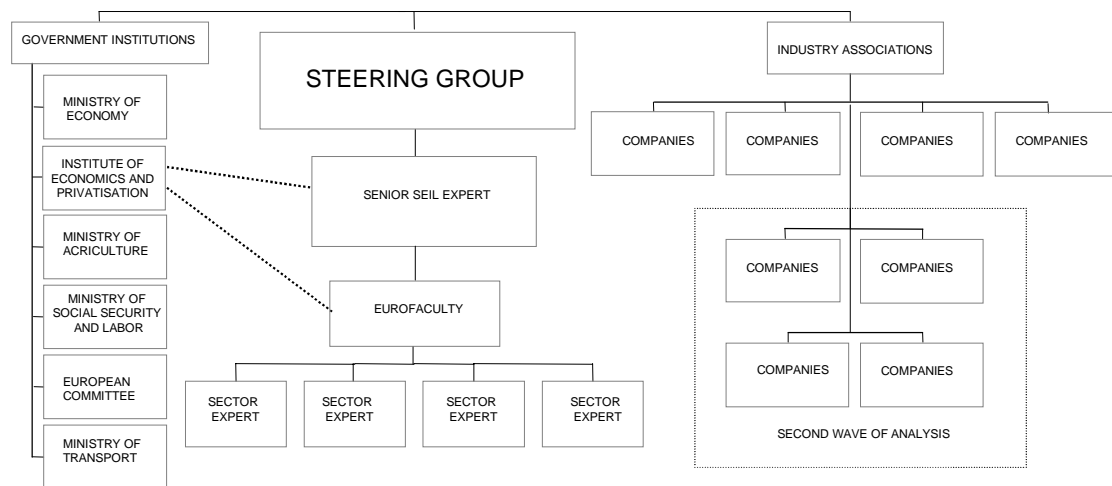 GOVERNMENT INSTITUTIONS
STEERING GROUP
INDUSTRY ASSOCIATIONS
MINISTRY OF
ECONOMY
INSTITUTE OF
ECONOMICS AND
PRIVATISATION
MINISTRY OF
ACRICULTURE
MINISTRY OF
SOCIAL SECURITY
AND LABOR
EUROPEAN
COMMITTEE
MINISTRY OF
TRANSPORT
SENIOR SEIL EXPERT
EUROFACULTY
SECTOR
EXPERT
SECTOR
EXPERT
SECTOR
EXPERT
SECTOR
EXPERT
COMPANIES
COMPANIES
COMPANIES
COMPANIES
COMPANIES
COMPANIES
COMPANIES
COMPANIES
SECOND WAVE OF ANALYSIS